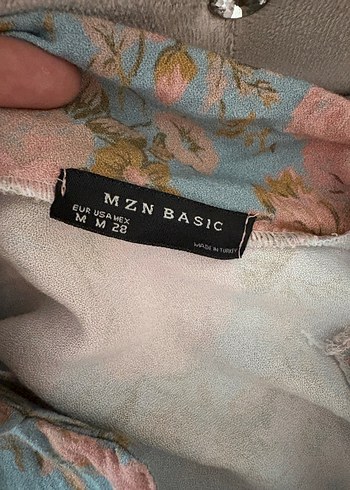 MZN BASIC
EUR USA MEX
M M 28
MADE IN TURKEY